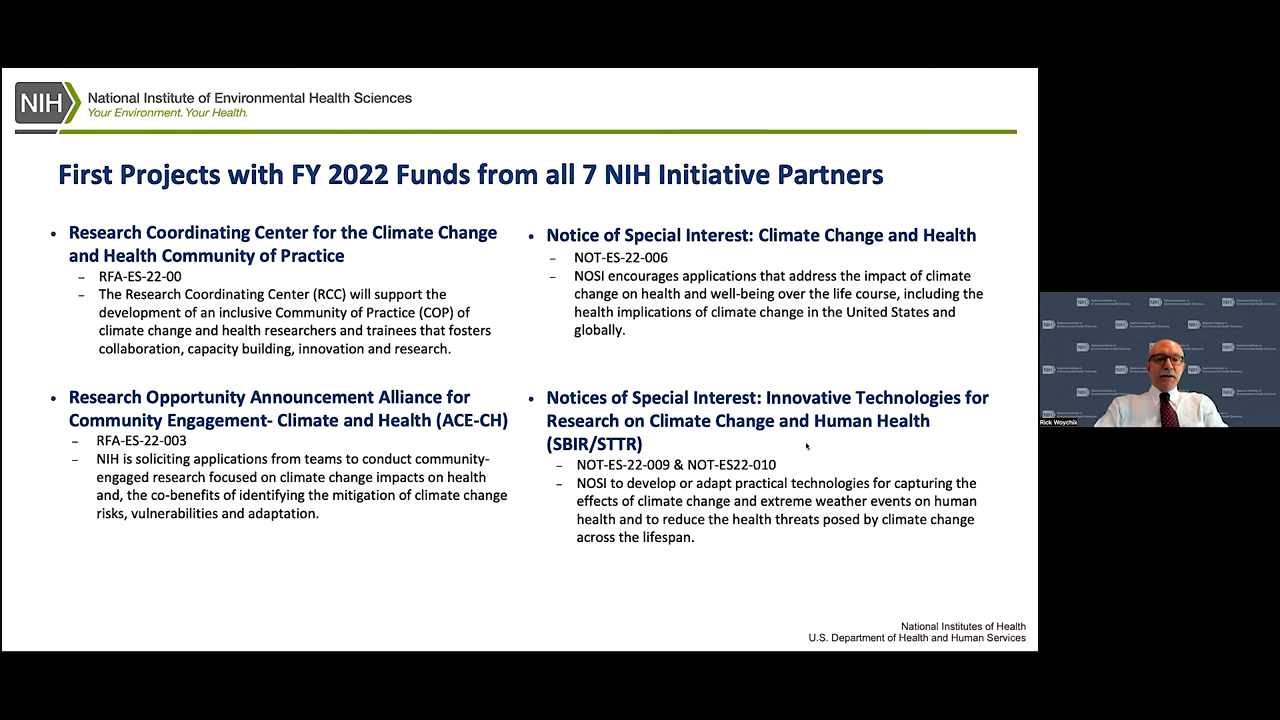 NIH
National Institute of Environmental Health Sciences
Your Environment. Your Health.
First Projects with FY 2022 Funds from all 7 NIH Initiative Partners
• Research Coordinating Center for the Climate Change
and Health Community of Practice
– RFA-ES-22-00
– The Research Coordinating Center (RCC) will support the
development of an inclusive Community of Practice (COP) of
climate change and health researchers and trainees that fosters
collaboration, capacity building, innovation and research.
• Research Opportunity Announcement Alliance for
Community Engagement- Climate and Health (ACE-CH)
– RFA-ES-22-003
– NIH is soliciting applications from teams to conduct community-
engaged research focused on climate change impacts on health
and, the co-benefits of identifying the mitigation of climate change
risks, vulnerabilities and adaptation.
• Notice of Special Interest: Climate Change and Health
– NOT-ES-22-006
– NOSI encourages applications that address the impact of climate
change on health and well-being over the life course, including the
health implications of climate change in the United States and
globally.
• Notices of Special Interest: Innovative Technologies for
Research on Climate Change and Human Health
(SBIR/STTR)
– NOT-ES-22-009 & NOT-ES22-010
– NOSI to develop or adapt practical technologies for capturing the
effects of climate change and extreme weather events on human
health and to reduce the health threats posed by climate change
across the lifespan.
National Institutes of Health
U.S. Department of Health and Human Services
NIH
Rick Woychik